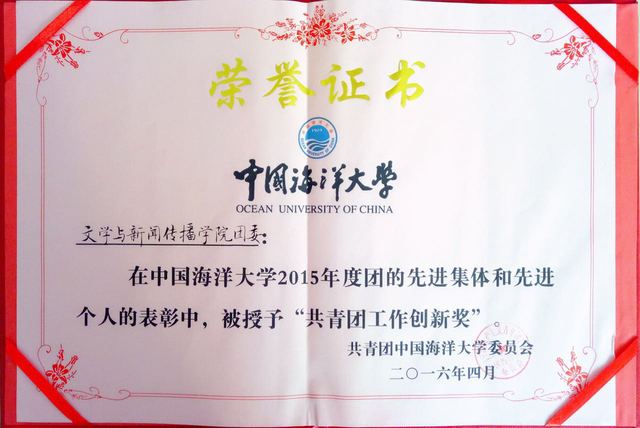 荣誉证书
1924
中国海洋大学
OCEAN UNIVERSITY OF CHINA
文学与新闻传播学院团委：
在中国海洋大学2015年度团的先进集体和先进
个人的表彰中，被授予“共青团工作创新奖”。
共青团中国海洋大学委员会
二〇一六年四月